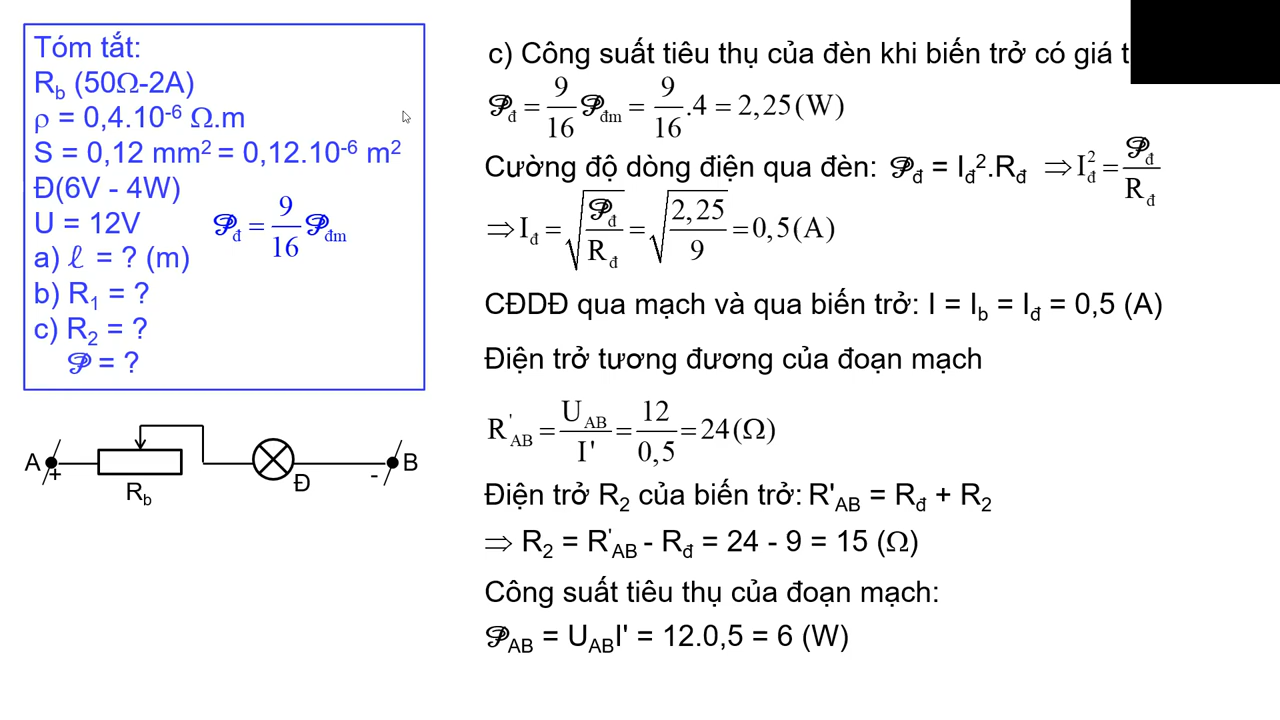 Tóm tắt:
R_b (50Ω-2A)
ρ = 0,4.10^-6 Ω.m
S = 0,12 mm² = 0,12.10^-6 m²
Đ(6V - 4W)
U = 12V 𝒫_đ = 9/16 𝒫_đm
a) ℓ = ? (m)
b) R₁ = ?
c) R₂ = ?
𝒫 = ?
A + R_b Đ - B
c) Công suất tiêu thụ của đèn khi biến trở có giá
𝒫_đ = 9/16 𝒫_đm = 9/16 .4 = 2,25(W)
Cường độ dòng điện qua đèn: 𝒫_đ = I_đ².R_đ ⇒ I_đ² = 𝒫_đ/R_đ
⇒ I_đ = √(𝒫_đ/R_đ) = √(2,25/9) = 0,5(A)
CĐDĐ qua mạch và qua biến trở: I = I_b = I_đ = 0,5 (A)
Điện trở tương đương của đoạn mạch
R'_AB = U_AB/I' = 12/0,5 = 24(Ω)
Điện trở R₂ của biến trở: R'_AB = R_đ + R₂
⇒ R₂ = R'_AB - R_đ = 24 - 9 = 15 (Ω)
Công suất tiêu thụ của đoạn mạch:
𝒫_AB = U_AB I' = 12.0,5 = 6 (W)